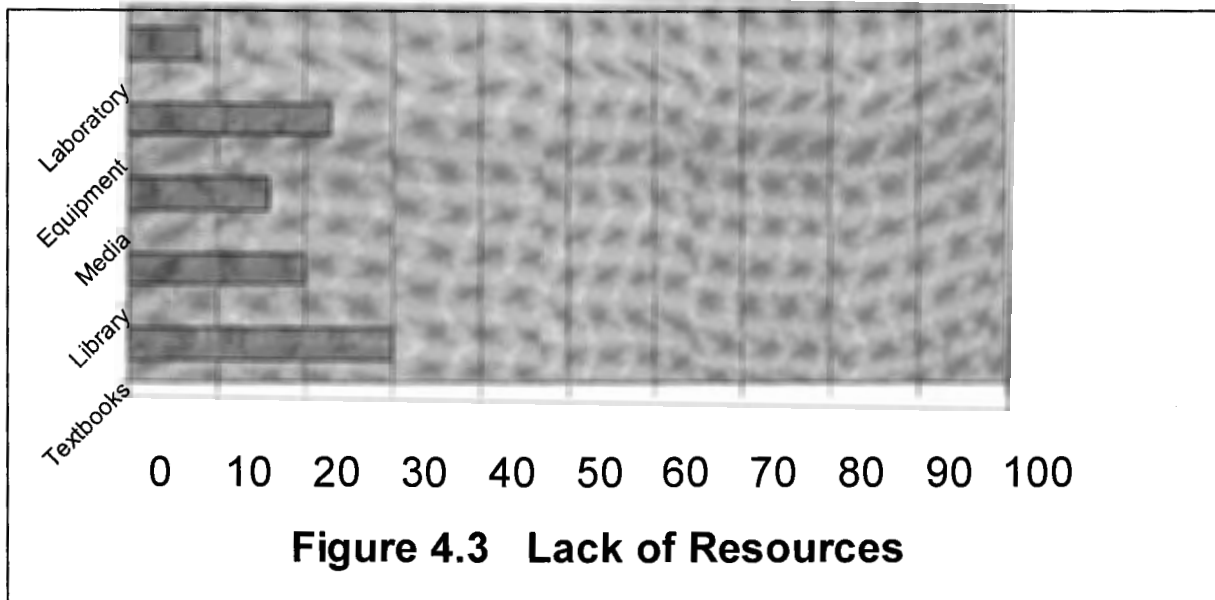 Laboratory
Equipment
Media
Library
Textbooks
0 10 20 30 40 50 60 70 80 90 100
Figure 4.3 Lack of Resources